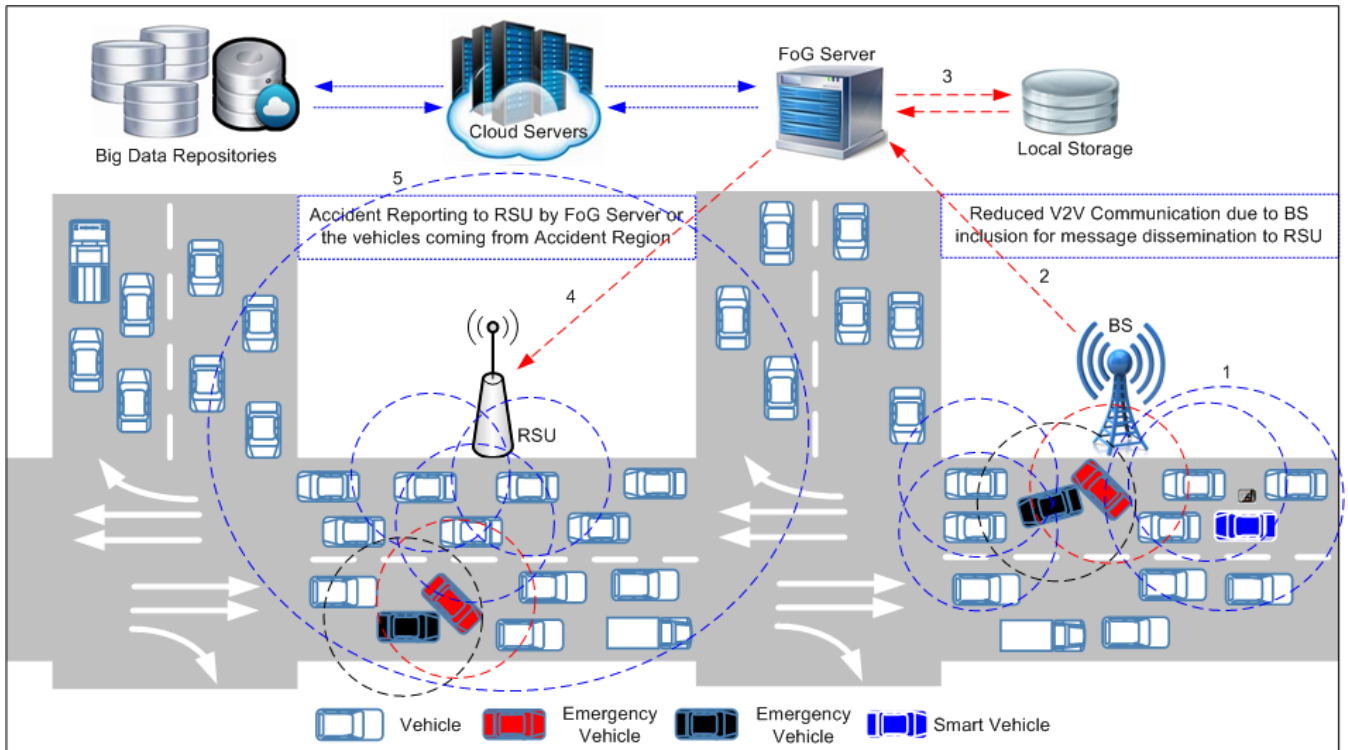 FoG Server
3
Cloud Servers
Big Data Repositories
Local Storage
5
Accident Reporting to RSU by FoG Server or
the vehicles coming from Accident Region
Reduced V2V Communication due to BS
inclusion for message dissemination to RSU
2
4
BS
1
RSU
Vehicle
Emergency
Vehicle
Emergency
Vehicle
Smart Vehicle